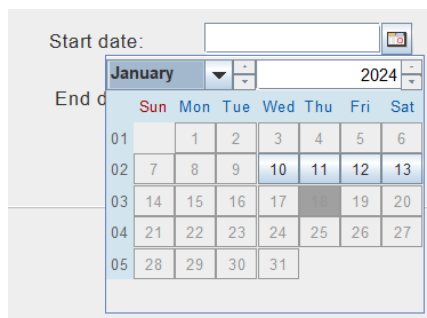 Start date:
January 2024
End d
Sun Mon Tue Wed Thu Fri Sat
01 1 2 3 4 5 6
02 7 8 9 10 11 12 13
03 14 15 16 17 18 19 20
04 21 22 23 24 25 26 27
05 28 29 30 31